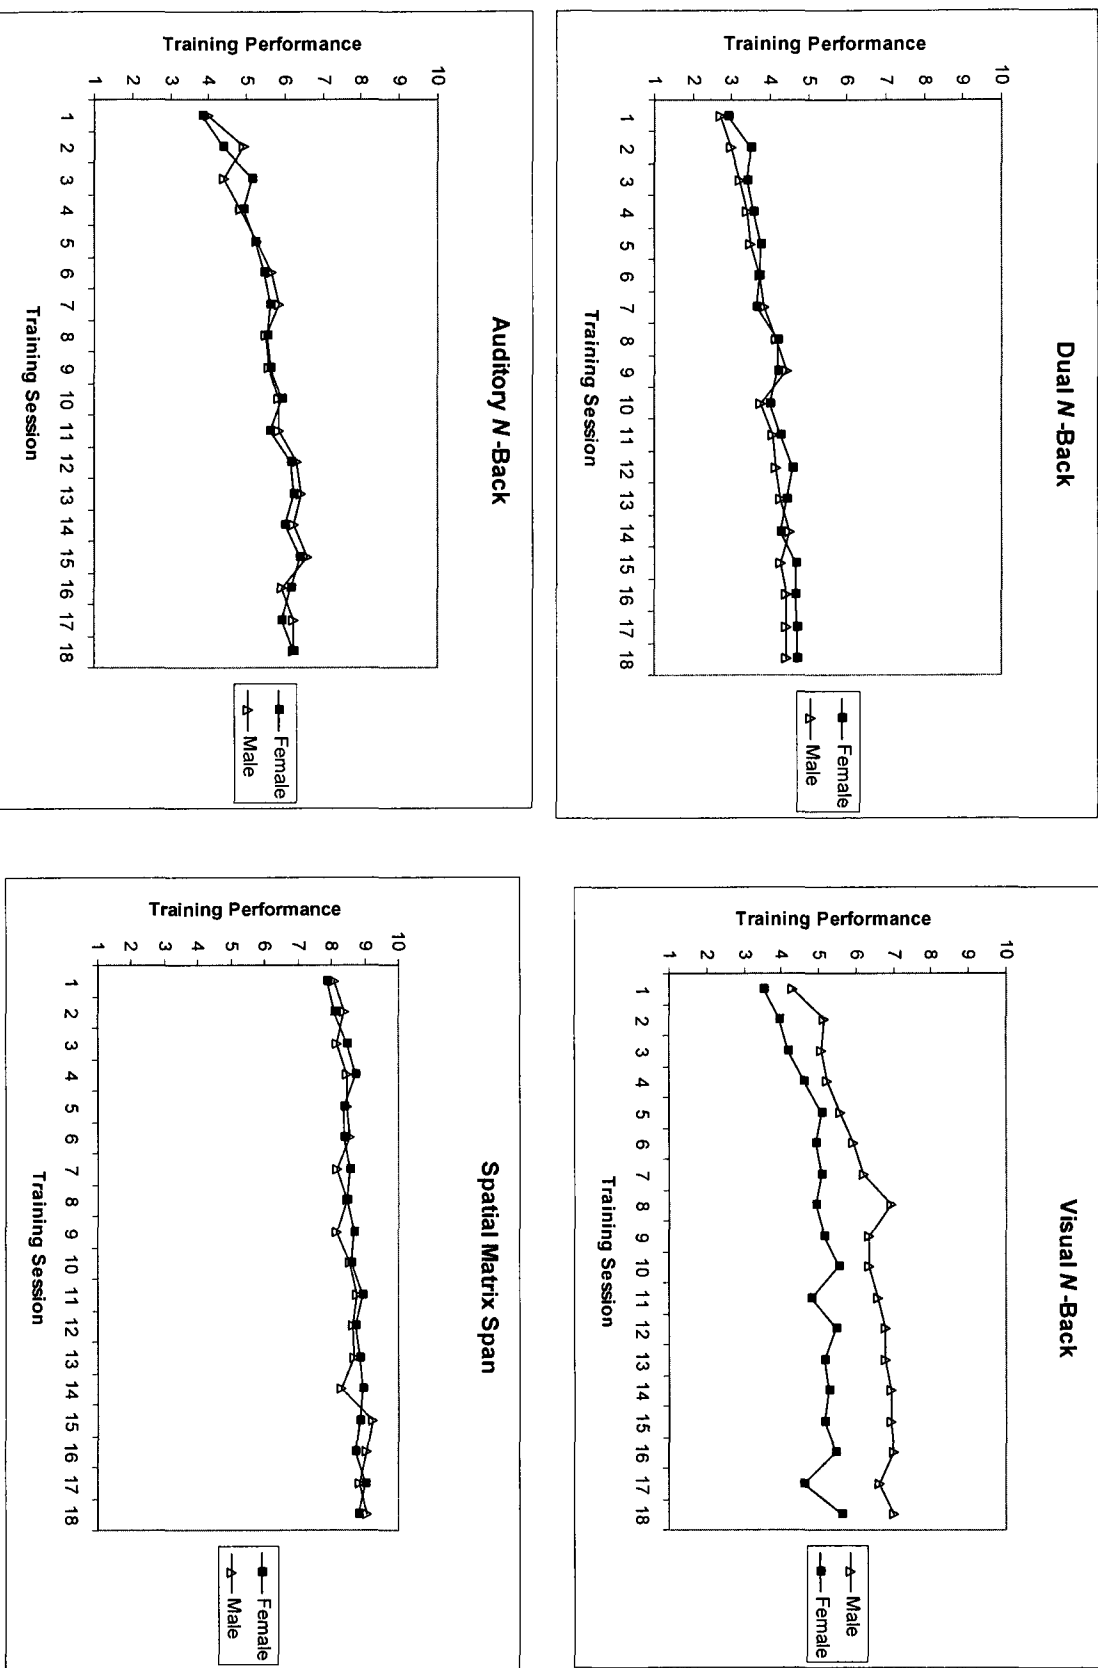 Dual N-Back
Training Performance
10
9
8
7
6
5
4
3
2
1
1 2 3 4 5 6 7 8 9 10 11 12 13 14 15 16 17 18
Training Session
Female
Male
Visual N-Back
Training Performance
10
9
8
7
6
5
4
3
2
1
1 2 3 4 5 6 7 8 9 10 11 12 13 14 15 16 17 18
Training Session
Male
Female
Auditory N-Back
Training Performance
10
9
8
7
6
5
4
3
2
1
1 2 3 4 5 6 7 8 9 10 11 12 13 14 15 16 17 18
Training Session
Female
Male
Spatial Matrix Span
Training Performance
10
9
8
7
6
5
4
3
2
1
1 2 3 4 5 6 7 8 9 10 11 12 13 14 15 16 17 18
Training Session
Female
Male